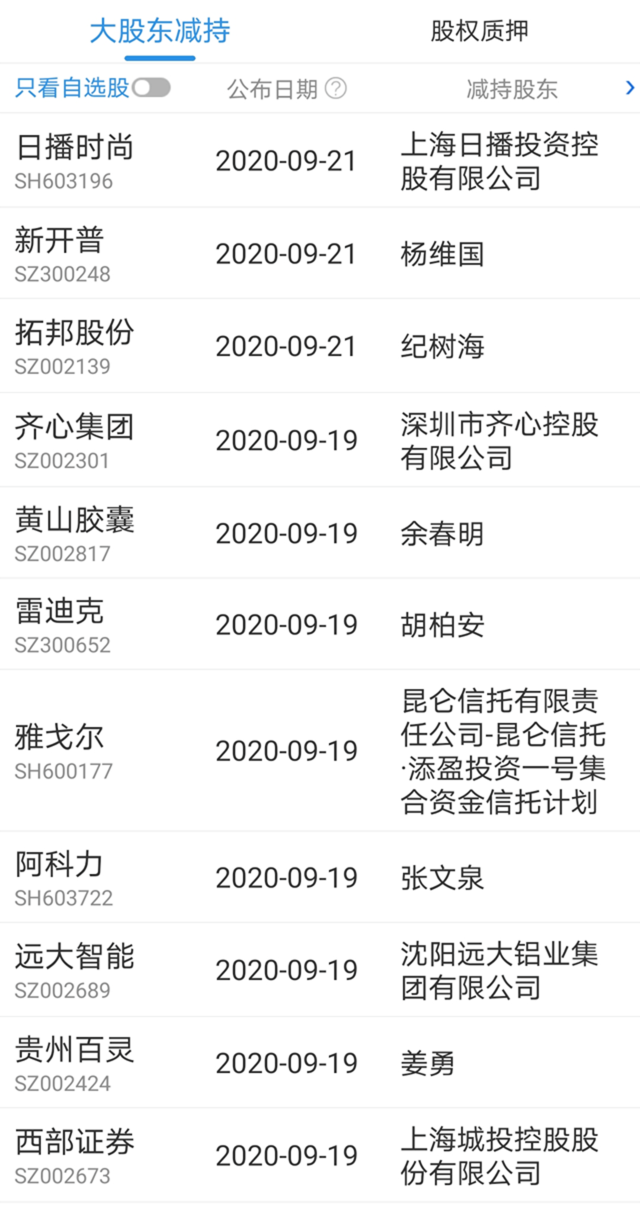 大股东减持 股权质押
只看自选股 公布日期? 减持股东 >
日播时尚 2020-09-21 上海日播投资控
SH603196 股有限公司
新开普 2020-09-21 杨维国
SZ300248
拓邦股份 2020-09-21 纪树海
SZ002139
齐心集团 2020-09-19 深圳市齐心控股
SZ002301 有限公司
黄山胶囊 2020-09-19 余春明
SZ002817
雷迪克 2020-09-19 胡柏安
SZ300652
昆仑信托有限责
雅戈尔 2020-09-19 任公司-昆仑信托
SH600177 ·添盈投资一号集
合资金信托计划
阿科力 2020-09-19 张文泉
SH603722
远大智能 2020-09-19 沈阳远大铝业集
SZ002689 团有限公司
贵州百灵 2020-09-19 姜勇
SZ002424
西部证券 2020-09-19 上海城投控股股
SZ002673 份有限公司